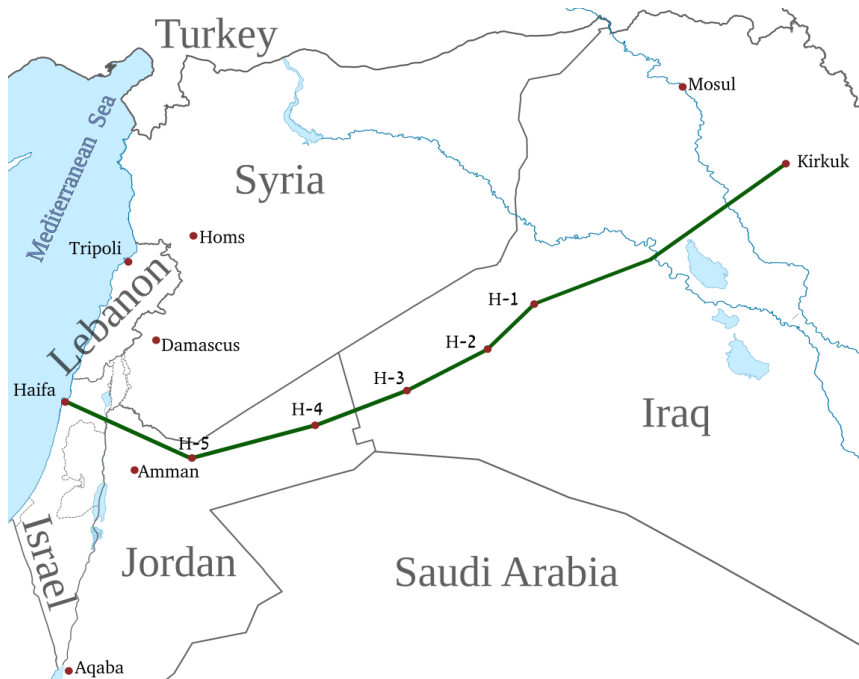 Turkey
Mosul
Mediterranean Sea
Kirkuk
Syria
Homs
Tripoli
Lebanon
H-1
Damascus
H-2
H-3
Haifa
H-4
Iraq
H-5
Amman
Israel
Jordan
Saudi Arabia
Aqaba